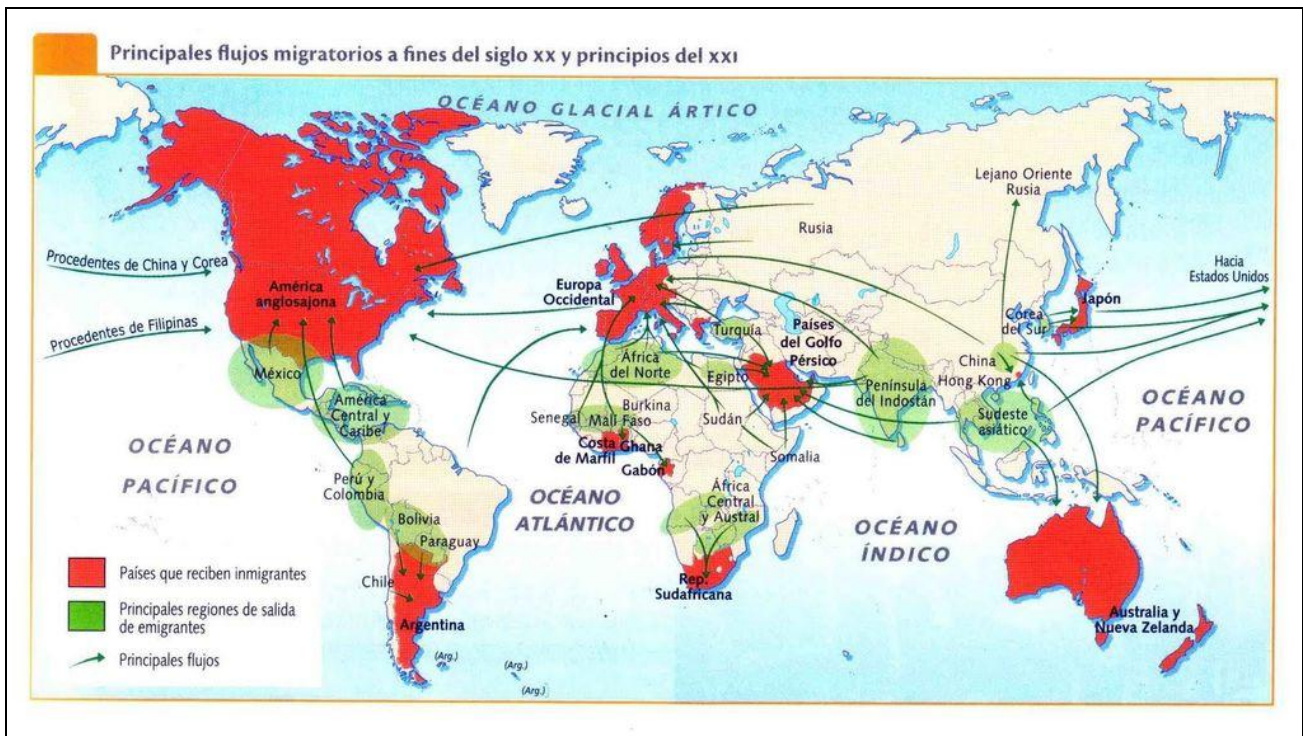 Principales flujos migratorios a fines del siglo XX y principios del XXI
OCÉANO GLACIAL ÁRTICO
Lejano Oriente
Rusia
Rusia
Procedentes de China y Corea
Hacia
Estados Unidos
América
anglosajona
Europa
Occidental
Japón
Corea
del Sur
Turquía
Países
del Golfo
Pérsico
Procedentes de Filipinas
China
Hong Kong
México
África
del Norte
Egipto
Península
del Indostán
América
Central y
Caribe
Senegal
Malí
Burkina
Faso
Sudán
Sudeste
asiático
OCÉANO
PACÍFICO
Costa
de Marfil
Ghana
Gabón
Somalia
OCÉANO
PACÍFICO
Perú y
Colombia
OCÉANO
ATLÁNTICO
África
Central
y Austral
OCÉANO
ÍNDICO
Bolivia
Paraguay
Chile
Argentina
Rep.
Sudafricana
Australia y
Nueva Zelanda
Países que reciben inmigrantes
Principales regiones de salida
de emigrantes
Principales flujos
(Arg.)
(Arg.)
(Arg.)